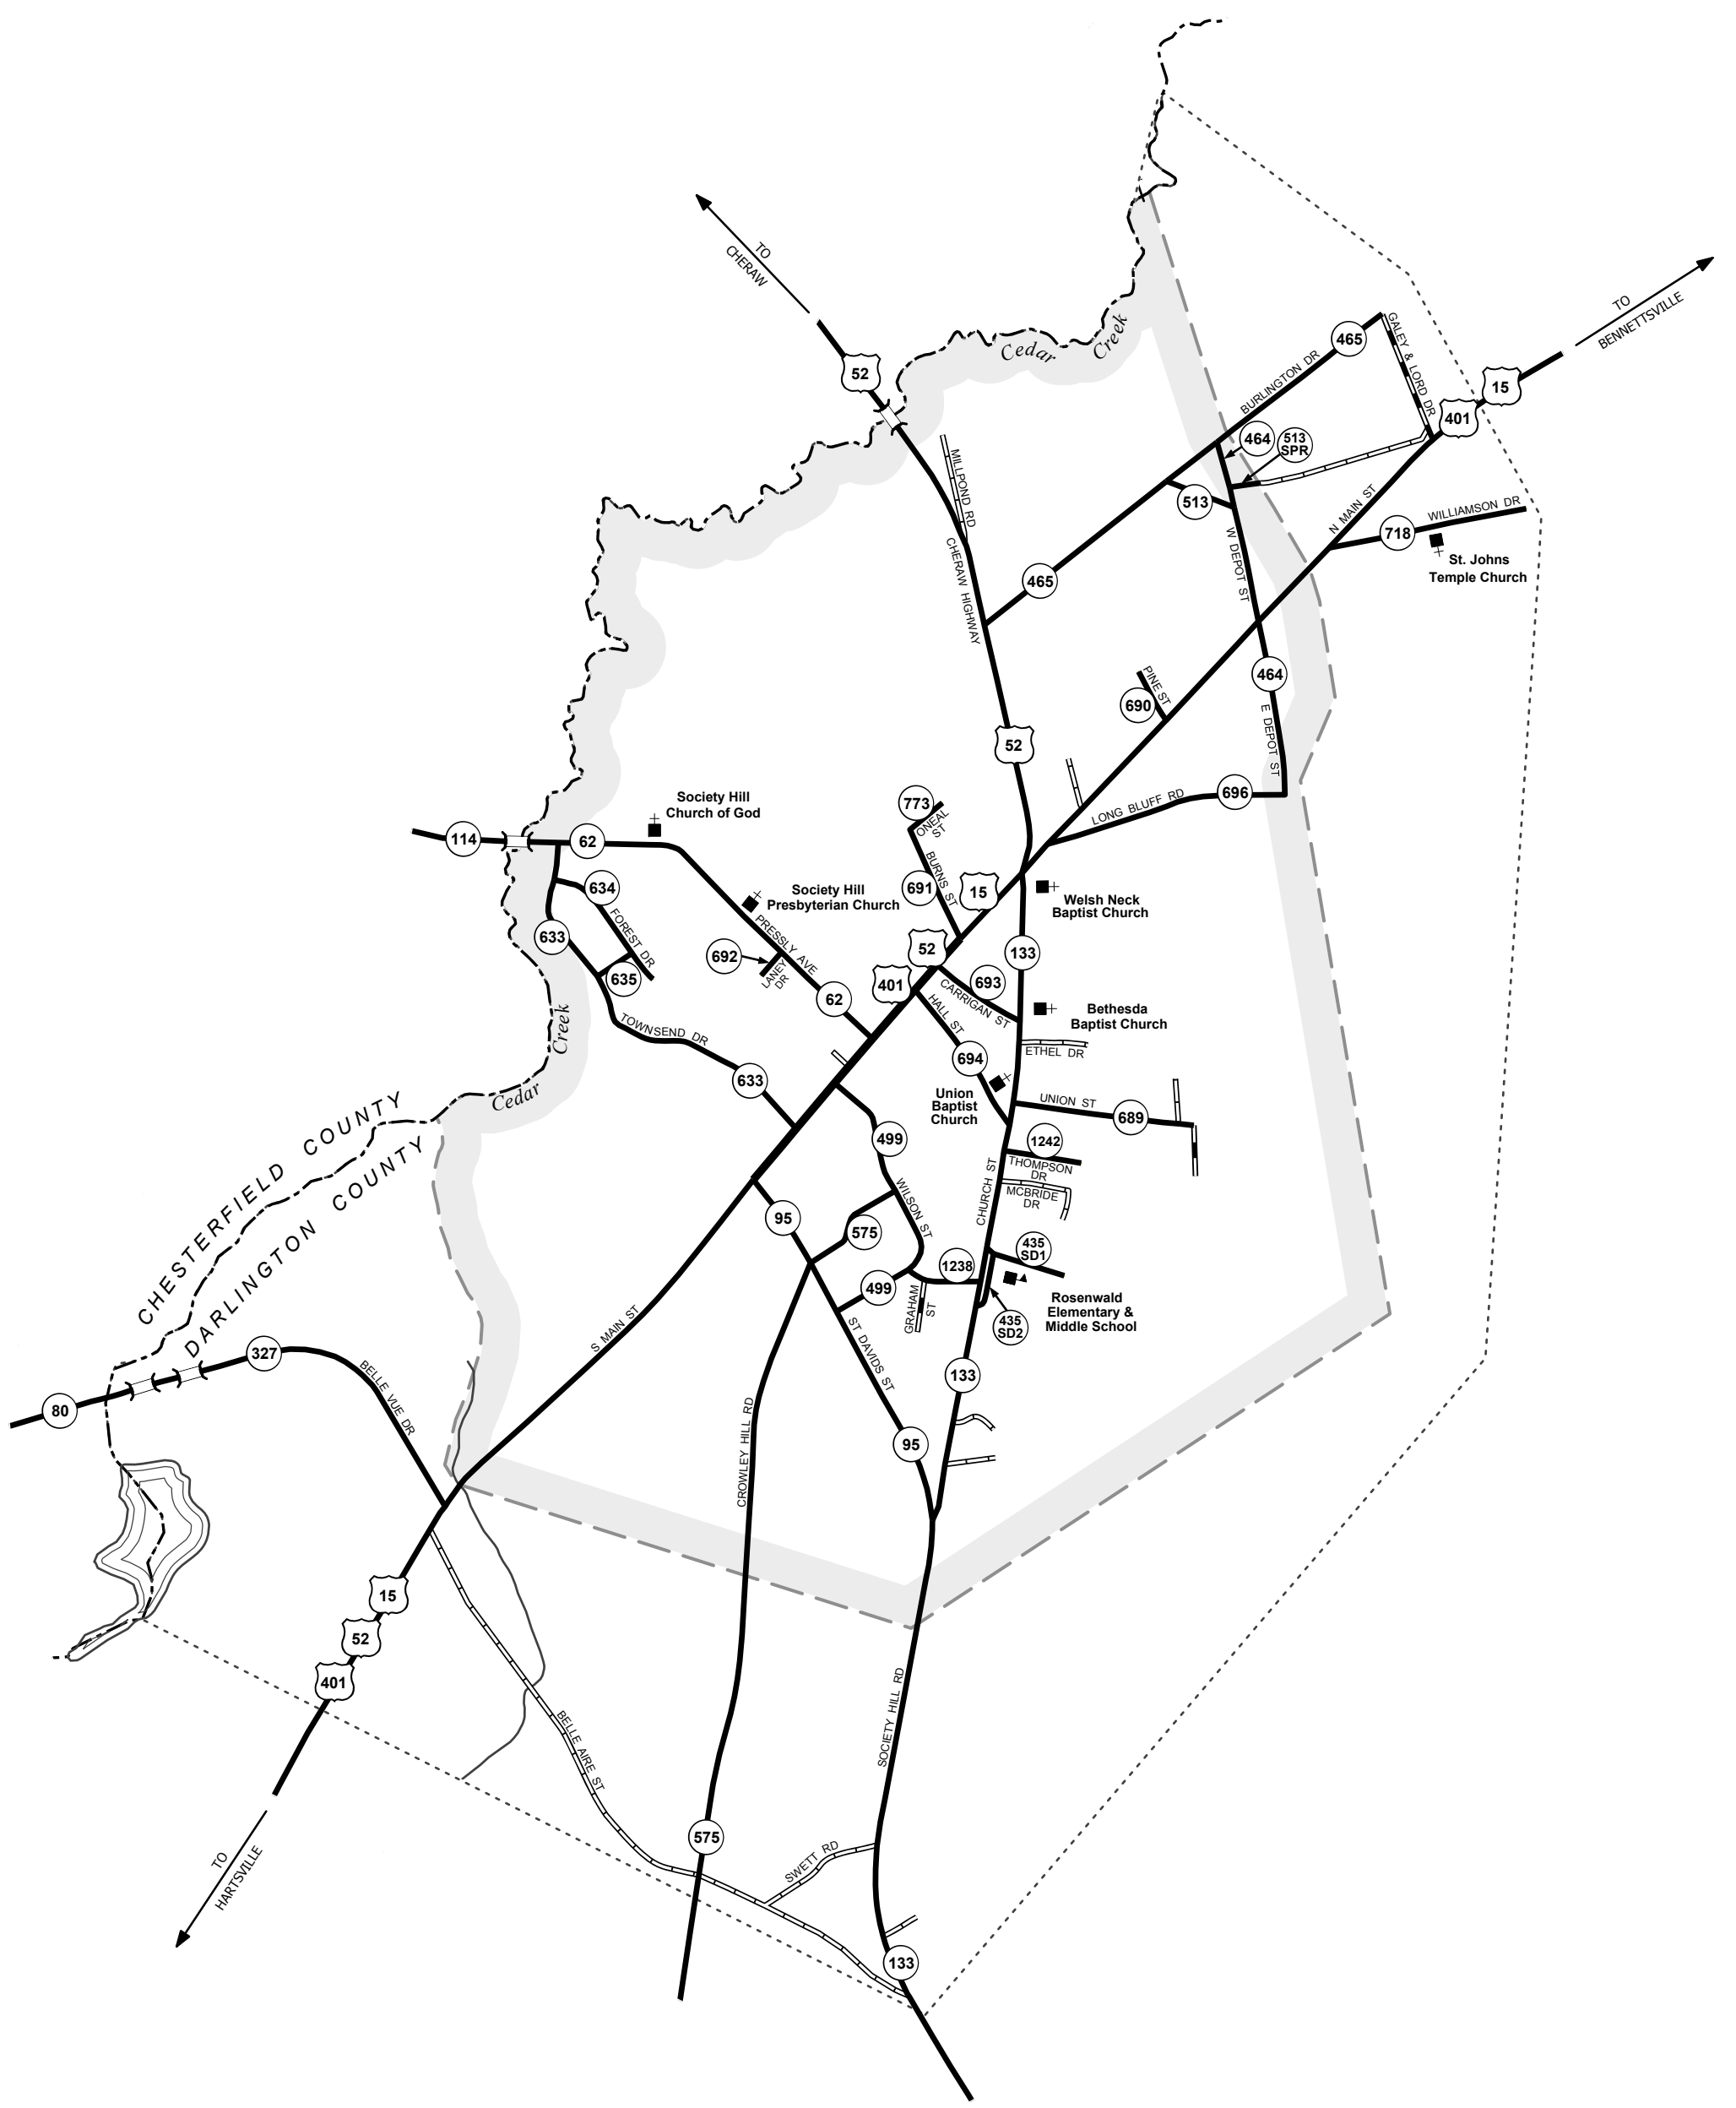 TO
CHERAW
TO
BENNETTSVILLE
Cedar
Creek
52
465
GALEY & LORD DR
15
BURLINGTON DR
401
464
513
SPR
MILLPOND RD
513
N MAIN ST
WILLIAMSON DR
718
St. Johns
Temple Church
W DEPOT ST
CHERAW HIGHWAY
465
464
PINE ST
690
E DEPOT ST
52
LONG BLUFF RD
696
Society Hill
Church of God
773
ONEAL
ST
114
62
BURNS ST
691
15
634
Society Hill
Presbyterian Church
Welsh Neck
Baptist Church
FOREST DR
633
PRESSLY AVE
692
LANEY
DR
52
133
635
401
693
CARRIGAN ST
62
HALL ST
Bethesda
Baptist Church
Creek
TOWNSEND DR
ETHEL DR
694
633
Cedar
Union
Baptist
Church
UNION ST
689
CHESTERFIELD COUNTY
DARLINGTON COUNTY
499
1242
THOMPSON
DR
MCBRIDE
DR
CHURCH ST
WILSON ST
95
575
435
SD1
1238
499
GRAHAM
ST
Rosenwald
Elementary &
Middle School
435
SD2
S MAIN ST
ST DAVIDS ST
327
BELLE VUE DR
133
80
CROWLEY HILL RD
95
15
52
401
SOCIETY HILL RD
BELLE AIRE ST
575
SWETT RD
TO
HARTSVILLE
133